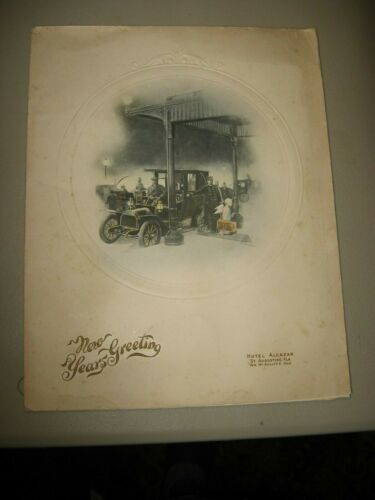 New
Years Greeting
HOTEL ALCAZAR
ST. AUGUSTINE, FLA.